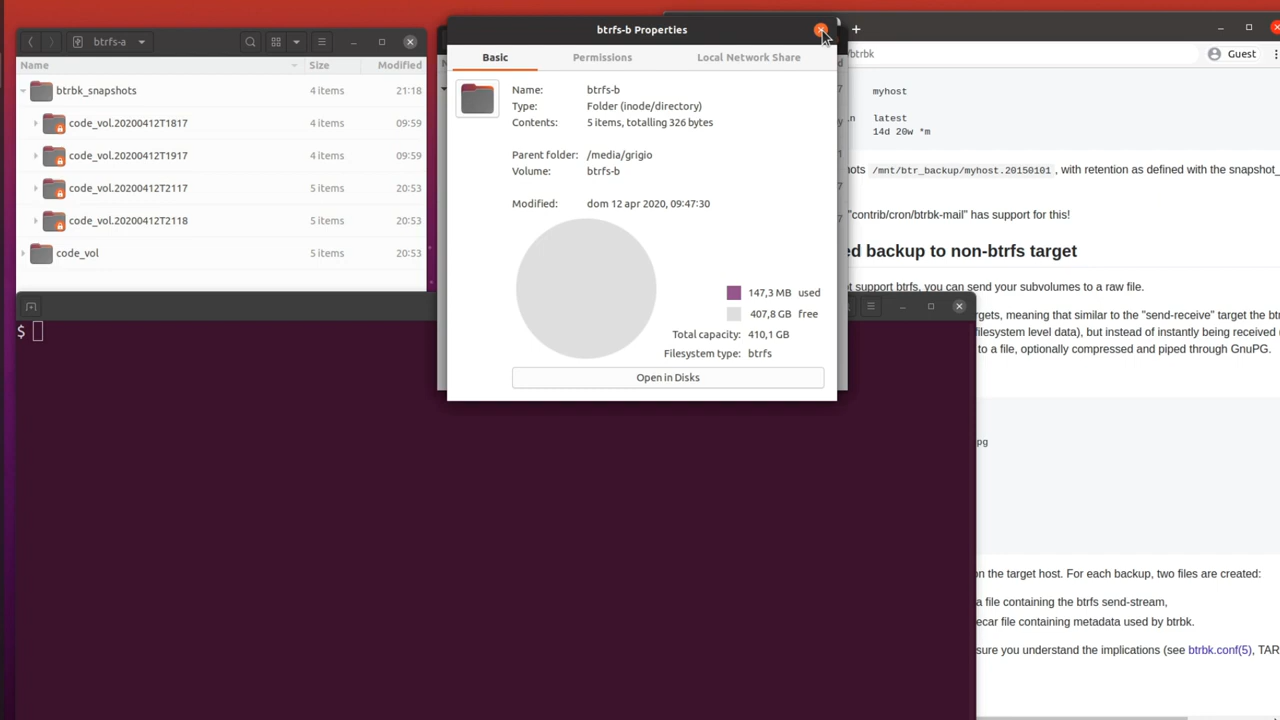 btrfs-a
Name Size Modified
btrbk_snapshots 4 items 21:18
code_vol.20200412T1817 4 items 09:59
code_vol.20200412T1917 4 items 09:59
code_vol.20200412T2117 5 items 20:53
code_vol.20200412T2118 5 items 20:53
code_vol 5 items 20:53
btrfs-b Properties
Basic Permissions Local Network Share
Name: btrfs-b
Type: Folder (inode/directory)
Contents: 5 items, totalling 326 bytes
Parent folder: /media/grigio
Volume: btrfs-b
Modified: dom 12 apr 2020, 09:47:30
147,3 MB used
407,8 GB free
Total capacity: 410,1 GB
Filesystem type: btrfs
Open in Disks
$
/btrbk Guest
myhost
latest
14d 20w *m
/mnt/btr_backup/myhost.20150101 , with retention as defined with the snapshot_
"contrib/cron/btrbk-mail" has support for this!
ed backup to non-btrfs target
support btrfs, you can send your subvolumes to a raw file.
rgets, meaning that similar to the "send-receive" target the bt
filesystem level data), but instead of instantly being received (
to a file, optionally compressed and piped through GnuPG.
pg
on the target host. For each backup, two files are created:
a file containing the btrfs send-stream,
ecar file containing metadata used by btrbk.
sure you understand the implications (see btrbk.conf(5), TAR